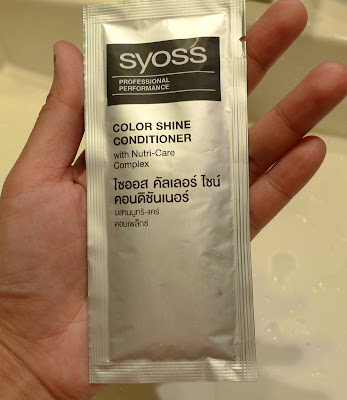 syoss
PROFESSIONAL
PERFORMANCE
COLOR SHINE
CONDITIONER
with Nutri-Care
Complex
ไซออส คัลเลอร์ ไชน์
คอนดิชันเนอร์
ผสานนูทริ-แคร์
คอมเพล็กซ์